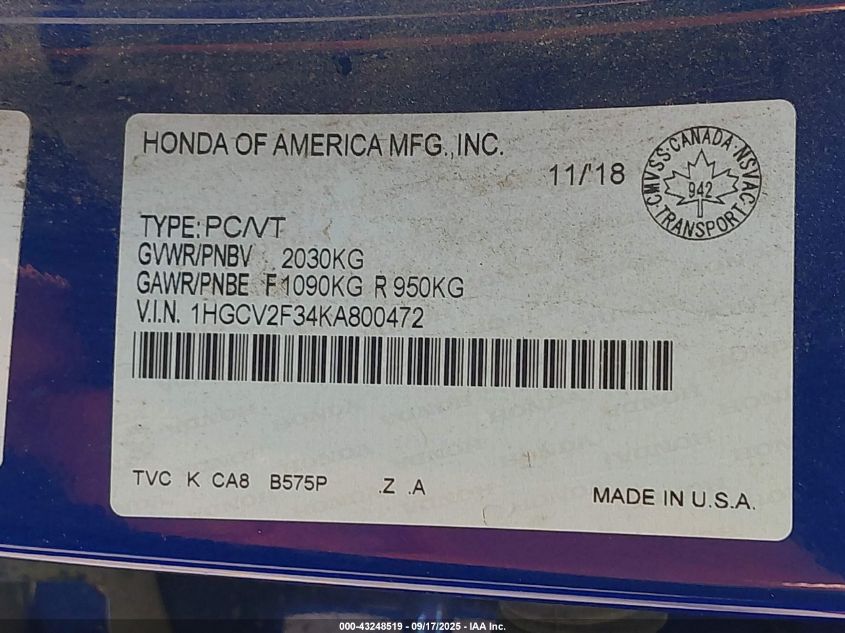 HONDA OF AMERICA MFG.,INC.
11/'18
CMVSS·CANADA·NSVAC·TRANSPORT·
942
TYPE: PC/VT
GVWR/PNBV 2030KG
GAWR/PNBE F 1090KG R 950KG
V.I.N. 1HGCV2F34KA800472
TVC K CA8 B575P .Z .A
MADE IN U.S.A.
000-43248519 - 09/17/2025 - IAA Inc.